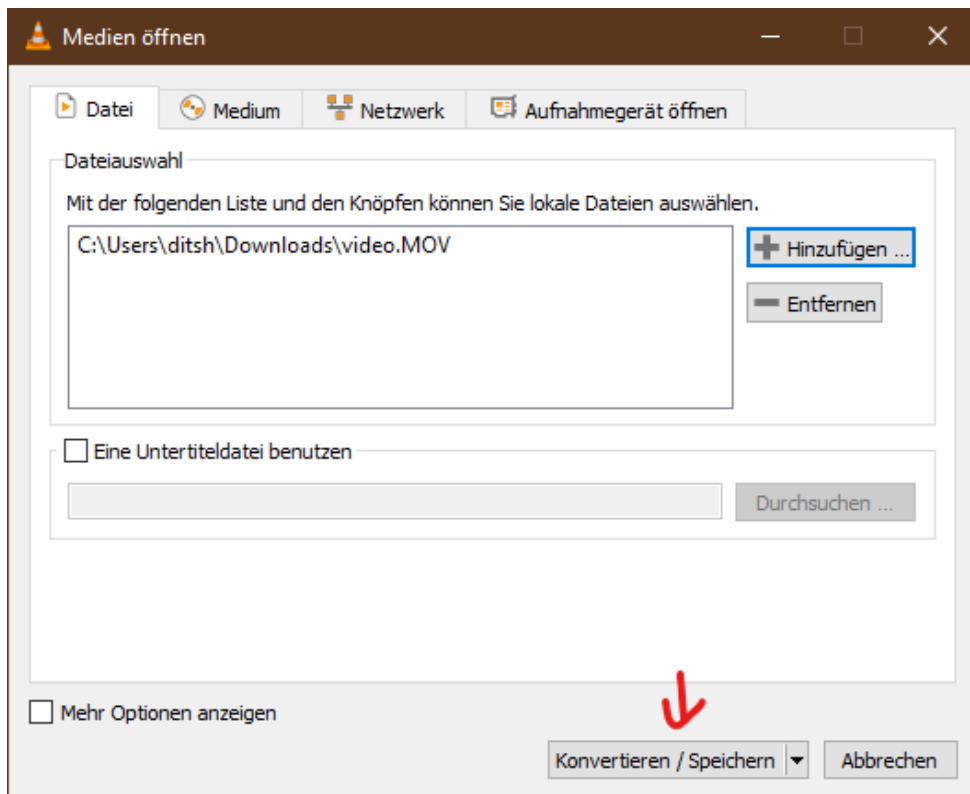 Medien öffnen
Datei Medium Netzwerk Aufnahmegerät öffnen
Dateiauswahl
Mit der folgenden Liste und den Knöpfen können Sie lokale Dateien auswählen.
C:\Users\ditsh\Downloads\video.MOV
Hinzufügen ...
Entfernen
Eine Untertiteldatei benutzen
Durchsuchen ...
Mehr Optionen anzeigen
Konvertieren / Speichern Abbrechen